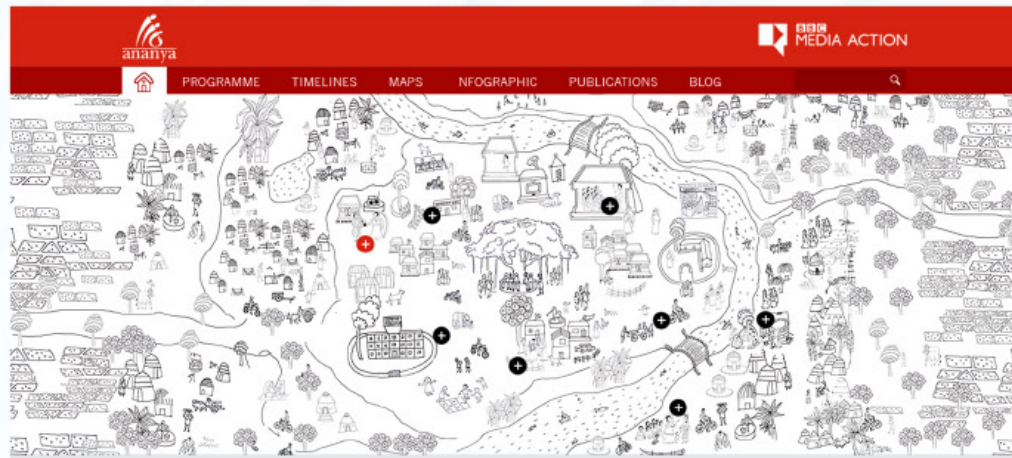 ananya
BBC
MEDIA ACTION
PROGRAMME TIMELINES MAPS NFOGRAPHIC PUBLICATIONS BLOG